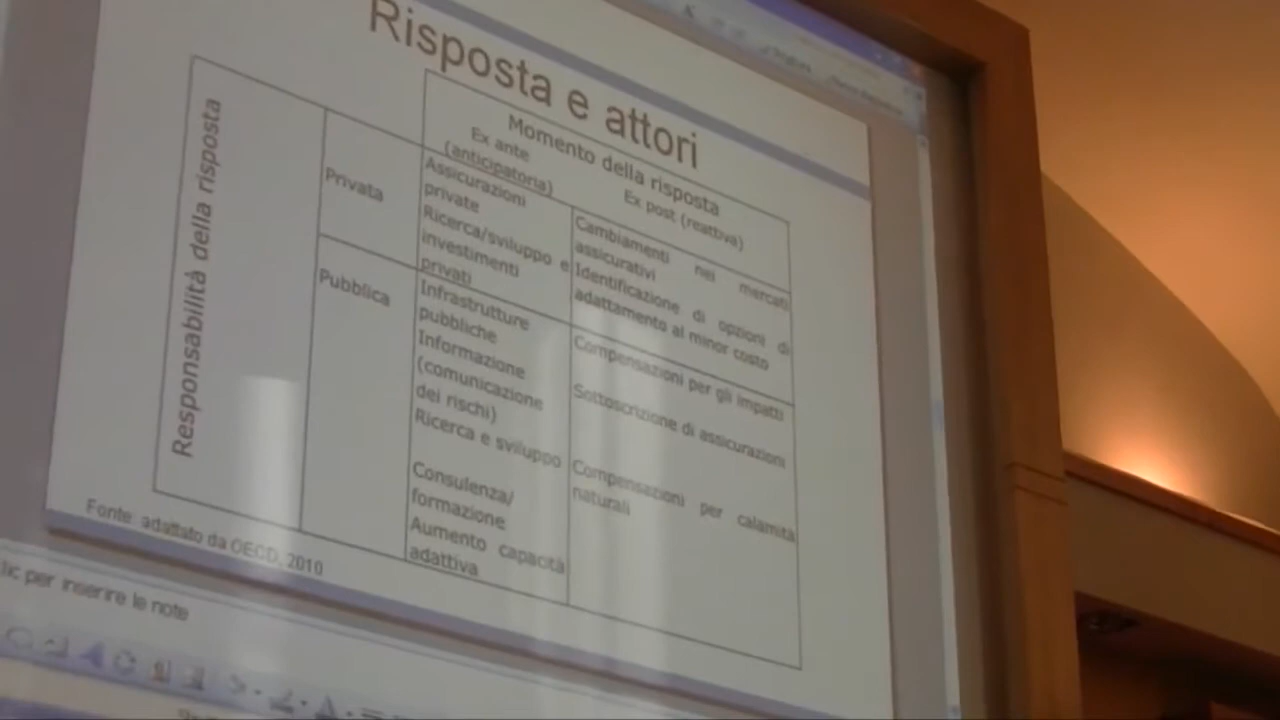 Risposta e attori
Momento della risposta
Ex ante
(anticipatoria)
Ex post (reattiva)
Responsabilità della risposta
Privata
Assicurazioni
private
Ricerca/sviluppo e
investimenti
privati
Cambiamenti nei mercati
assicurativi
Identificazione di opzioni di
adattamento al minor costo
Pubblica
Infrastrutture
pubbliche
Informazione
(comunicazione
dei rischi)
Ricerca e sviluppo
Consulenza/
formazione
Aumento capacità
adattiva
Compensazioni per gli impatti
Sottoscrizione di assicurazioni
Compensazioni per calamità
naturali
Fonte: adattato da OECD, 2010
lic per inserire le note